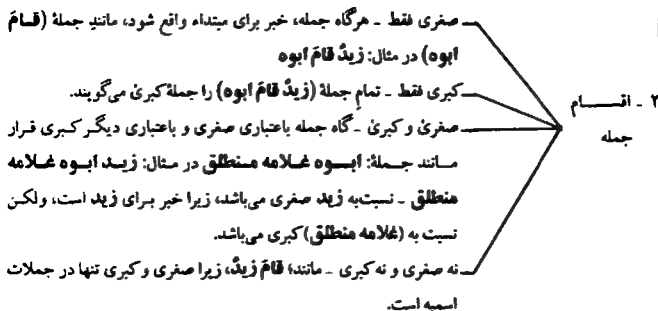 ۲ - اقسام
جمله
صغری فقط - هرگاه جمله، خبر برای مبتداء واقع شود، مانندِ جملهٔ (قامَ
ابوه) در مثال: زیدٌ قامَ ابوه
کبری فقط - تمامِ جملهٔ (زیدٌ قامَ ابوه) را جملهٔ کبریٰ می‌گویند.
صغریٰ و کبریٰ - گاه جمله باعتباری صغری و باعتباری دیگر کبری قرار
مانند جملهٔ: ابوه غلامه منطلق در مثال: زید ابوه غلامه
منطلق - نسبت‌به زید صغری می‌باشد، زیرا خبر برای زید است، ولکن
نسبت به (غلامه منطلق) کبری می‌باشد.
نه صغری و نه کبری - مانند؛ قامَ زیدٌ، زیرا صغری و کبری تنها در جملات
اسمیه است.